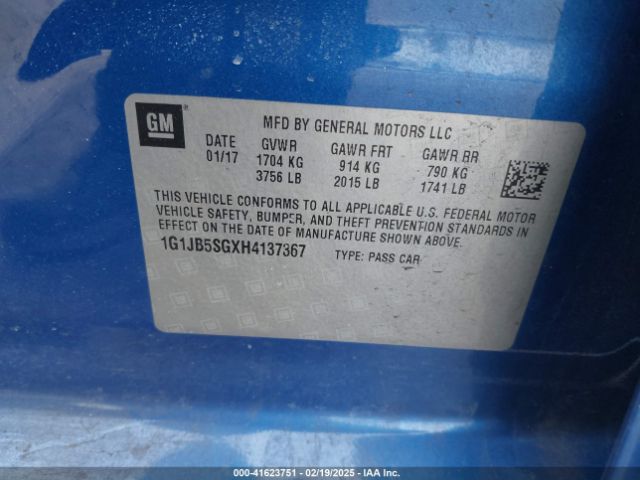 GM
MFD BY GENERAL MOTORS LLC
DATE GVWR GAWR FRT GAWR RR
01/17 1704 KG 914 KG 790 KG
3756 LB 2015 LB 1741 LB
THIS VEHICLE CONFORMS TO ALL APPLICABLE U.S. FEDERAL MOTOR
VEHICLE SAFETY, BUMPER, AND THEFT PREVENTION STANDARDS IN
EFFECT ON THE DATE OF MANUFACTURE SHOWN ABOVE.
1G1JB5SGXH4137367 TYPE: PASS CAR
000-41623751 - 02/19/2025 - IAA Inc.